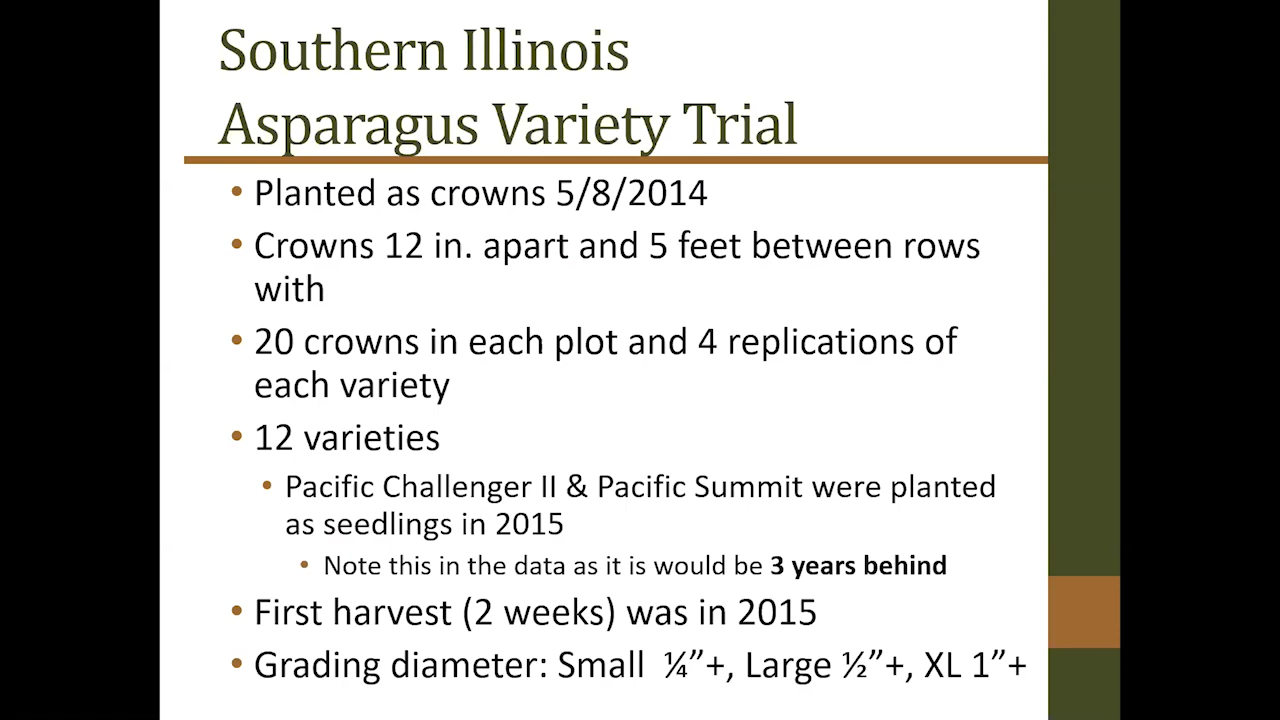 Southern Illinois
Asparagus Variety Trial
• Planted as crowns 5/8/2014
• Crowns 12 in. apart and 5 feet between rows
with
• 20 crowns in each plot and 4 replications of
each variety
• 12 varieties
• Pacific Challenger II & Pacific Summit were planted
as seedlings in 2015
• Note this in the data as it is would be 3 years behind
• First harvest (2 weeks) was in 2015
• Grading diameter: Small ¼”+, Large ½”+, XL 1”+